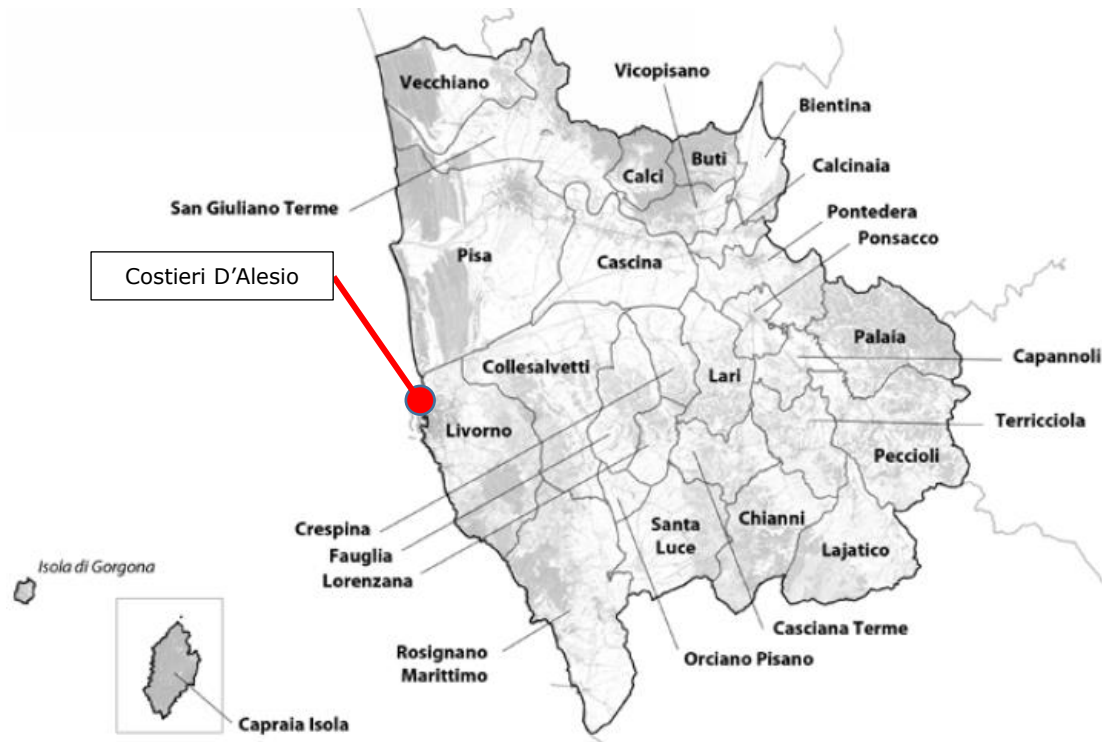 Vecchiano
Vicopisano
Bientina
Buti
Calci
Calcinaia
San Giuliano Terme
Pontedera
Ponsacco
Pisa
Cascina
Costieri D'Alesio
Palaia
Capannoli
Collesalvetti
Lari
Livorno
Terricciola
Peccioli
Crespina
Santa
Luce
Chianni
Fauglia
Lajatico
Lorenzana
Isola di Gorgona
Casciana Terme
Orciano Pisano
Rosignano
Marittimo
Capraia Isola